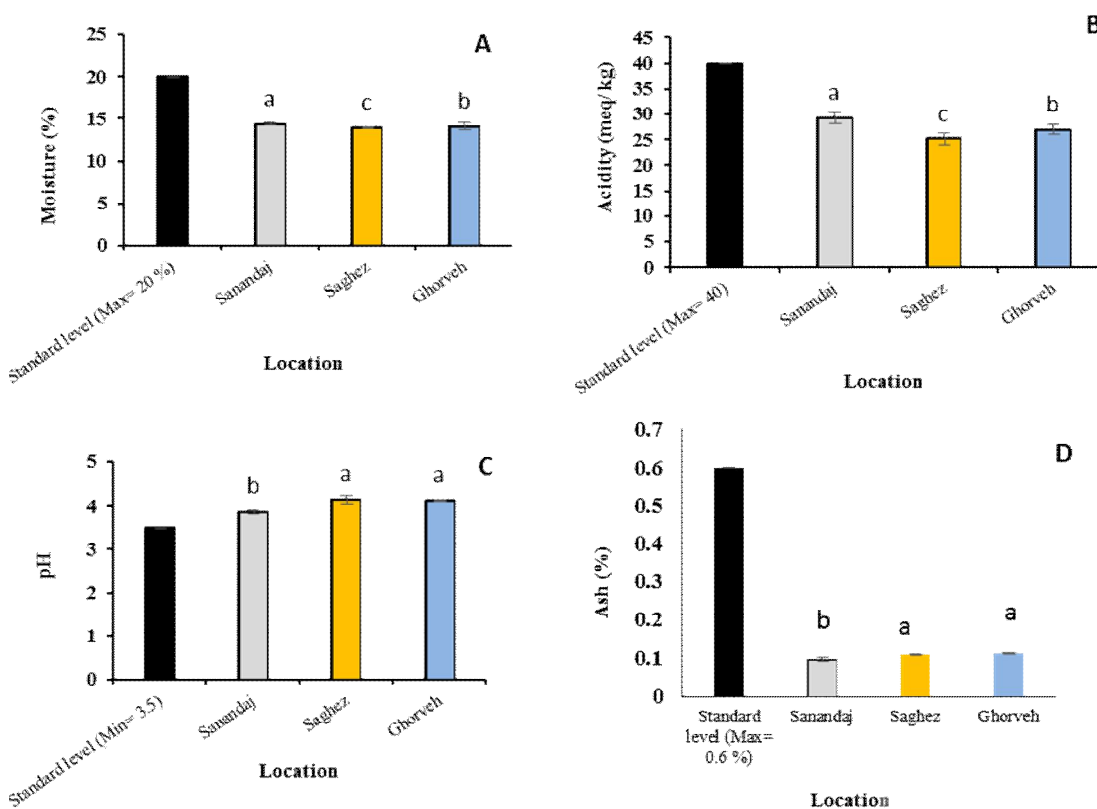 A
Moisture (%)
25
20
15
10
5
0
a
c
b
Standard level (Max= 20 %)
Sanandaj
Saghez
Ghorveh
Location
B
Acidity (meq/ kg)
45
40
35
30
25
20
15
10
5
0
a
c
b
Standard level (Max= 40)
Sanandaj
Saghez
Ghorveh
Location
C
pH
5
4
3
2
1
0
b
a
a
Standard level (Min= 3.5)
Sanandaj
Saghez
Ghorveh
Location
D
Ash (%)
0.7
0.6
0.5
0.4
0.3
0.2
0.1
0
b
a
a
Standard
level (Max=
0.6 %)
Sanandaj
Saghez
Ghorveh
Location